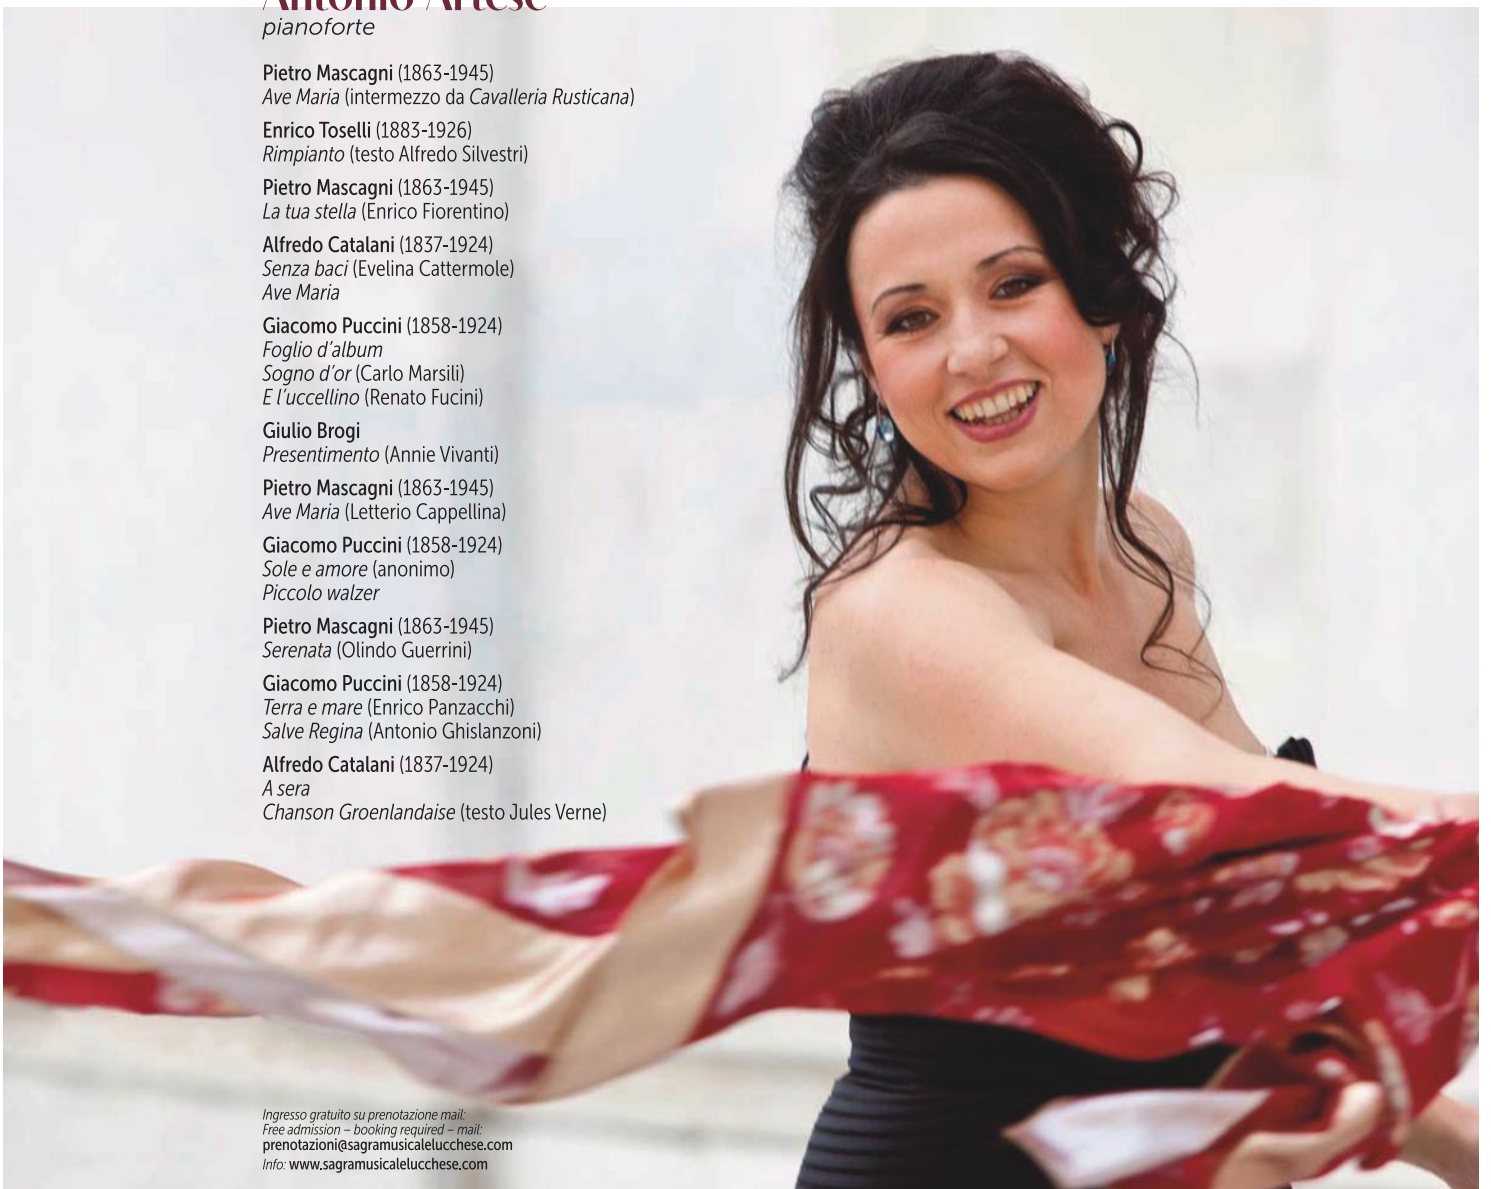 Antonio Artese
pianoforte
Pietro Mascagni (1863-1945)
Ave Maria (intermezzo da Cavalleria Rusticana)
Enrico Toselli (1883-1926)
Rimpianto (testo Alfredo Silvestri)
Pietro Mascagni (1863-1945)
La tua stella (Enrico Fiorentino)
Alfredo Catalani (1837-1924)
Senza baci (Evelina Cattermole)
Ave Maria
Giacomo Puccini (1858-1924)
Foglio d'album
Sogno d'or (Carlo Marsili)
E l'uccellino (Renato Fucini)
Giulio Brogi
Presentimento (Annie Vivanti)
Pietro Mascagni (1863-1945)
Ave Maria (Letterio Cappellina)
Giacomo Puccini (1858-1924)
Sole e amore (anonimo)
Piccolo walzer
Pietro Mascagni (1863-1945)
Serenata (Olindo Guerrini)
Giacomo Puccini (1858-1924)
Terra e mare (Enrico Panzacchi)
Salve Regina (Antonio Ghislanzoni)
Alfredo Catalani (1837-1924)
A sera
Chanson Groenlandaise (testo Jules Verne)
Ingresso gratuito su prenotazione mail:
Free admission – booking required – mail:
prenotazioni@sagramusicalelucchese.com
Info: www.sagramusicalelucchese.com